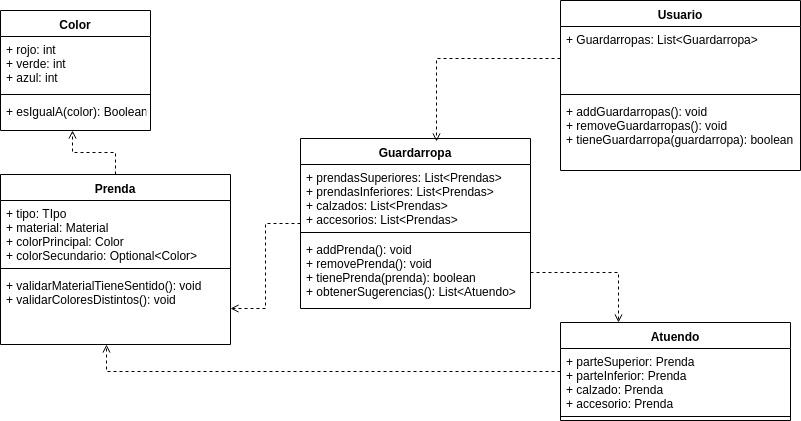 Color
+ rojo: int
+ verde: int
+ azul: int
+ esIgualA(color): Boolean
Usuario
+ Guardarropas: List<Guardarropa>
+ addGuardarropas(): void
+ removeGuardarropas(): void
+ tieneGuardarropa(guardarropa): boolean
Guardarropa
+ prendasSuperiores: List<Prendas>
+ prendasInferiores: List<Prendas>
+ calzados: List<Prendas>
+ accesorios: List<Prendas>
+ addPrenda(): void
+ removePrenda(): void
+ tienePrenda(prenda): boolean
+ obtenerSugerencias(): List<Atuendo>
Prenda
+ tipo: TIpo
+ material: Material
+ colorPrincipal: Color
+ colorSecundario: Optional<Color>
+ validarMaterialTieneSentido(): void
+ validarColoresDistintos(): void
Atuendo
+ parteSuperior: Prenda
+ parteInferior: Prenda
+ calzado: Prenda
+ accesorio: Prenda